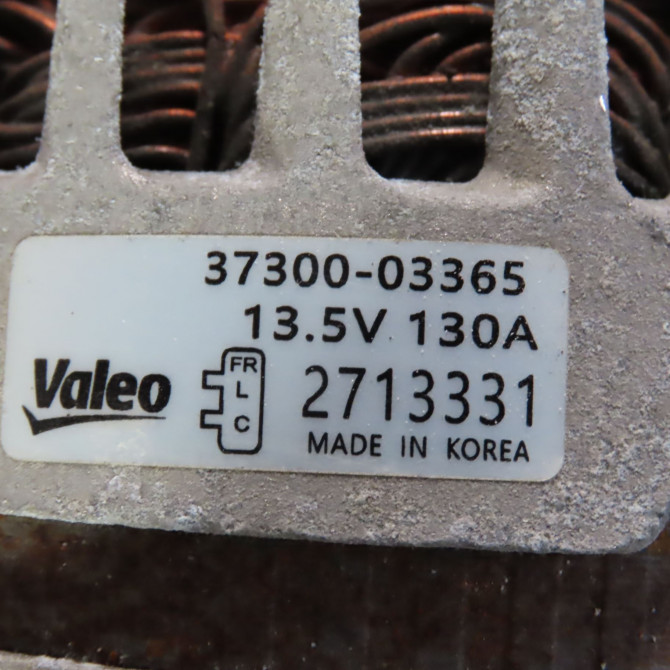 37300-03365
13.5V 130A
Valeo
FR
L
C
2713331
MADE IN KOREA